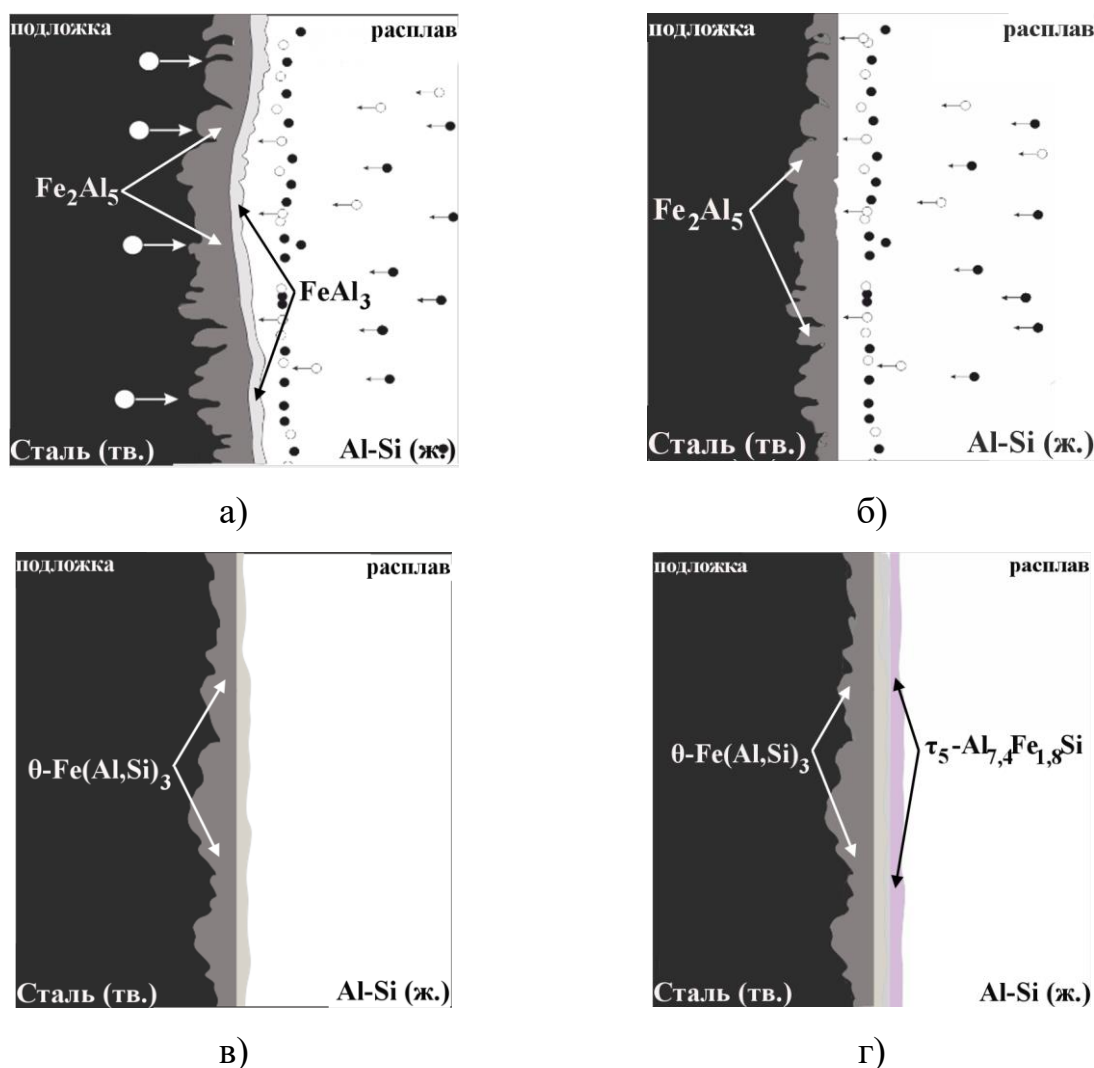 подложка расплав
Fe2Al5
FeAl3
Сталь (тв.) Al-Si (ж.)
а)
подложка расплав
Fe2Al5
Сталь (тв.) Al-Si (ж.)
б)
подложка расплав
θ-Fe(Al,Si)3
Сталь (тв.) Al-Si (ж.)
в)
подложка расплав
θ-Fe(Al,Si)3 τ5-Al7,4Fe1,8Si
Сталь (тв.) Al-Si (ж.)
г)